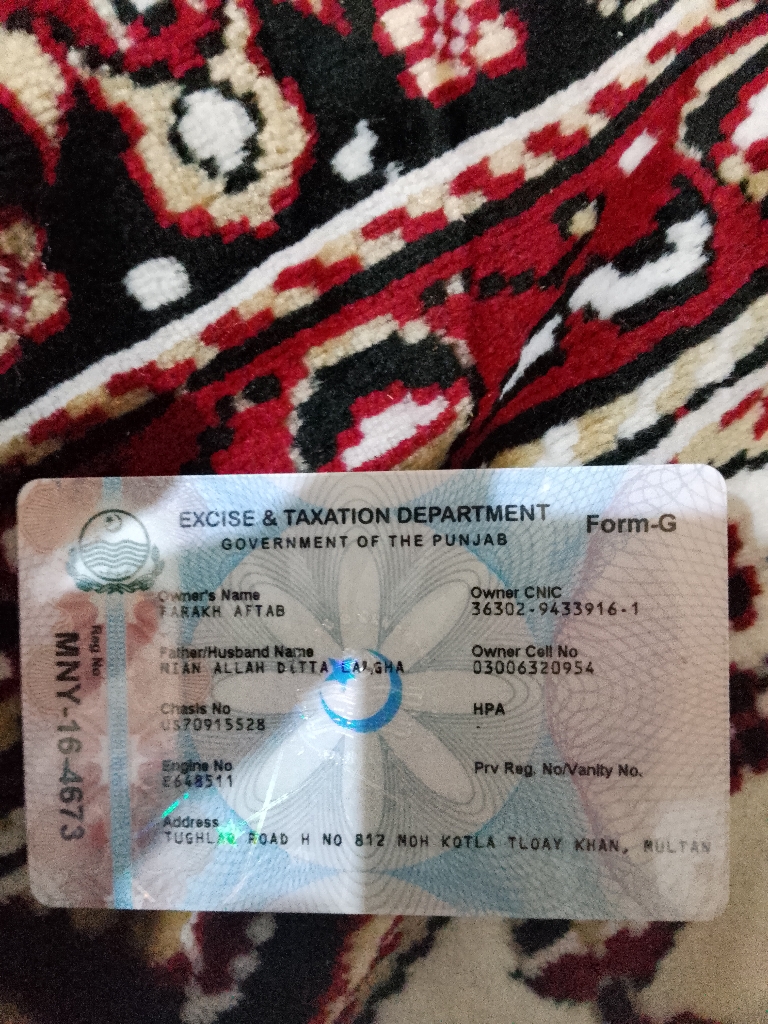 EXCISE & TAXATION DEPARTMENT
Form-G
GOVERNMENT OF THE PUNJAB
Owner's Name
FARAKH AFTAB
Owner CNIC
36302-9433916-1
Father/Husband Name
MIAN ALLAH DITTA LANGHA
Owner Cell No
03006320954
Chasis No
US70915528
HPA
-
Engine No
E648511
Prv Reg. No/Vanity No.
Address
TUGHLAQ ROAD H NO 812 MOH KOTLA TLOAY KHAN, MULTAN
Reg No
MNY-16-4673